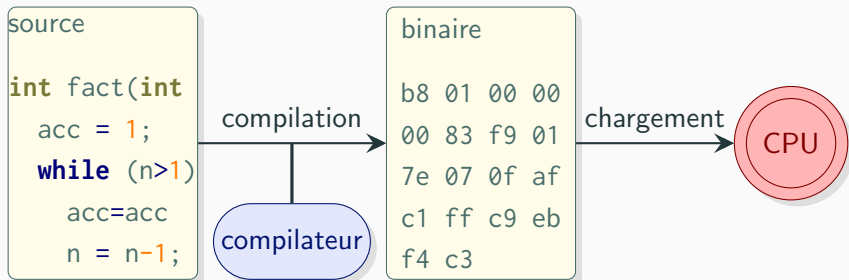 source
int fact(int
acc = 1;
while (n>1)
acc=acc
n = n-1;
compilation
compilateur
binaire
b8 01 00 00
00 83 f9 01
7e 07 0f af
c1 ff c9 eb
f4 c3
chargement
CPU